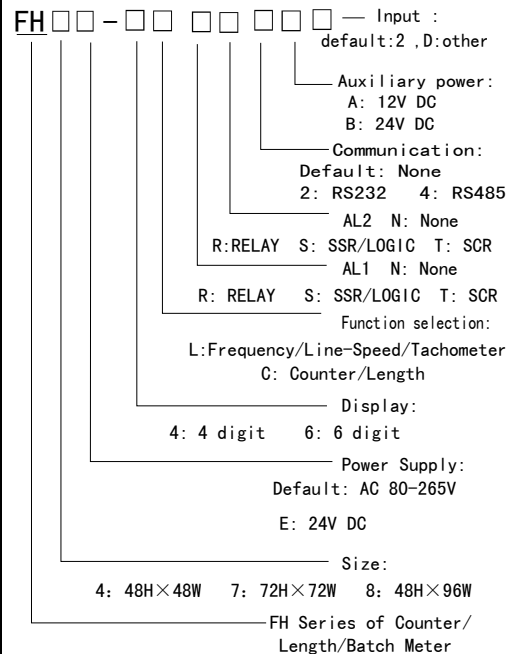 FH□□-□□ □□ □□□ — Input :
default:2 ,D:other
Auxiliary power:
A: 12V DC
B: 24V DC
Communication:
Default: None
2: RS232 4: RS485
AL2 N: None
R:RELAY S: SSR/LOGIC T: SCR
AL1 N: None
R: RELAY S: SSR/LOGIC T: SCR
Function selection:
L:Frequency/Line-Speed/Tachometer
C: Counter/Length
Display:
4: 4 digit 6: 6 digit
Power Supply:
Default: AC 80-265V
E: 24V DC
Size:
4: 48H×48W 7: 72H×72W 8: 48H×96W
FH Series of Counter/
Length/Batch Meter